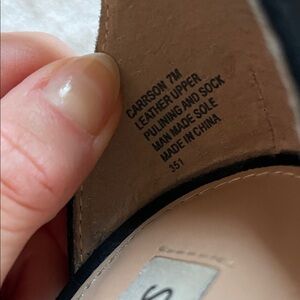 CARRSON 7M
LEATHER UPPER
PU LINING AND SOCK
MAN MADE SOLE
MADE IN CHINA
351
S